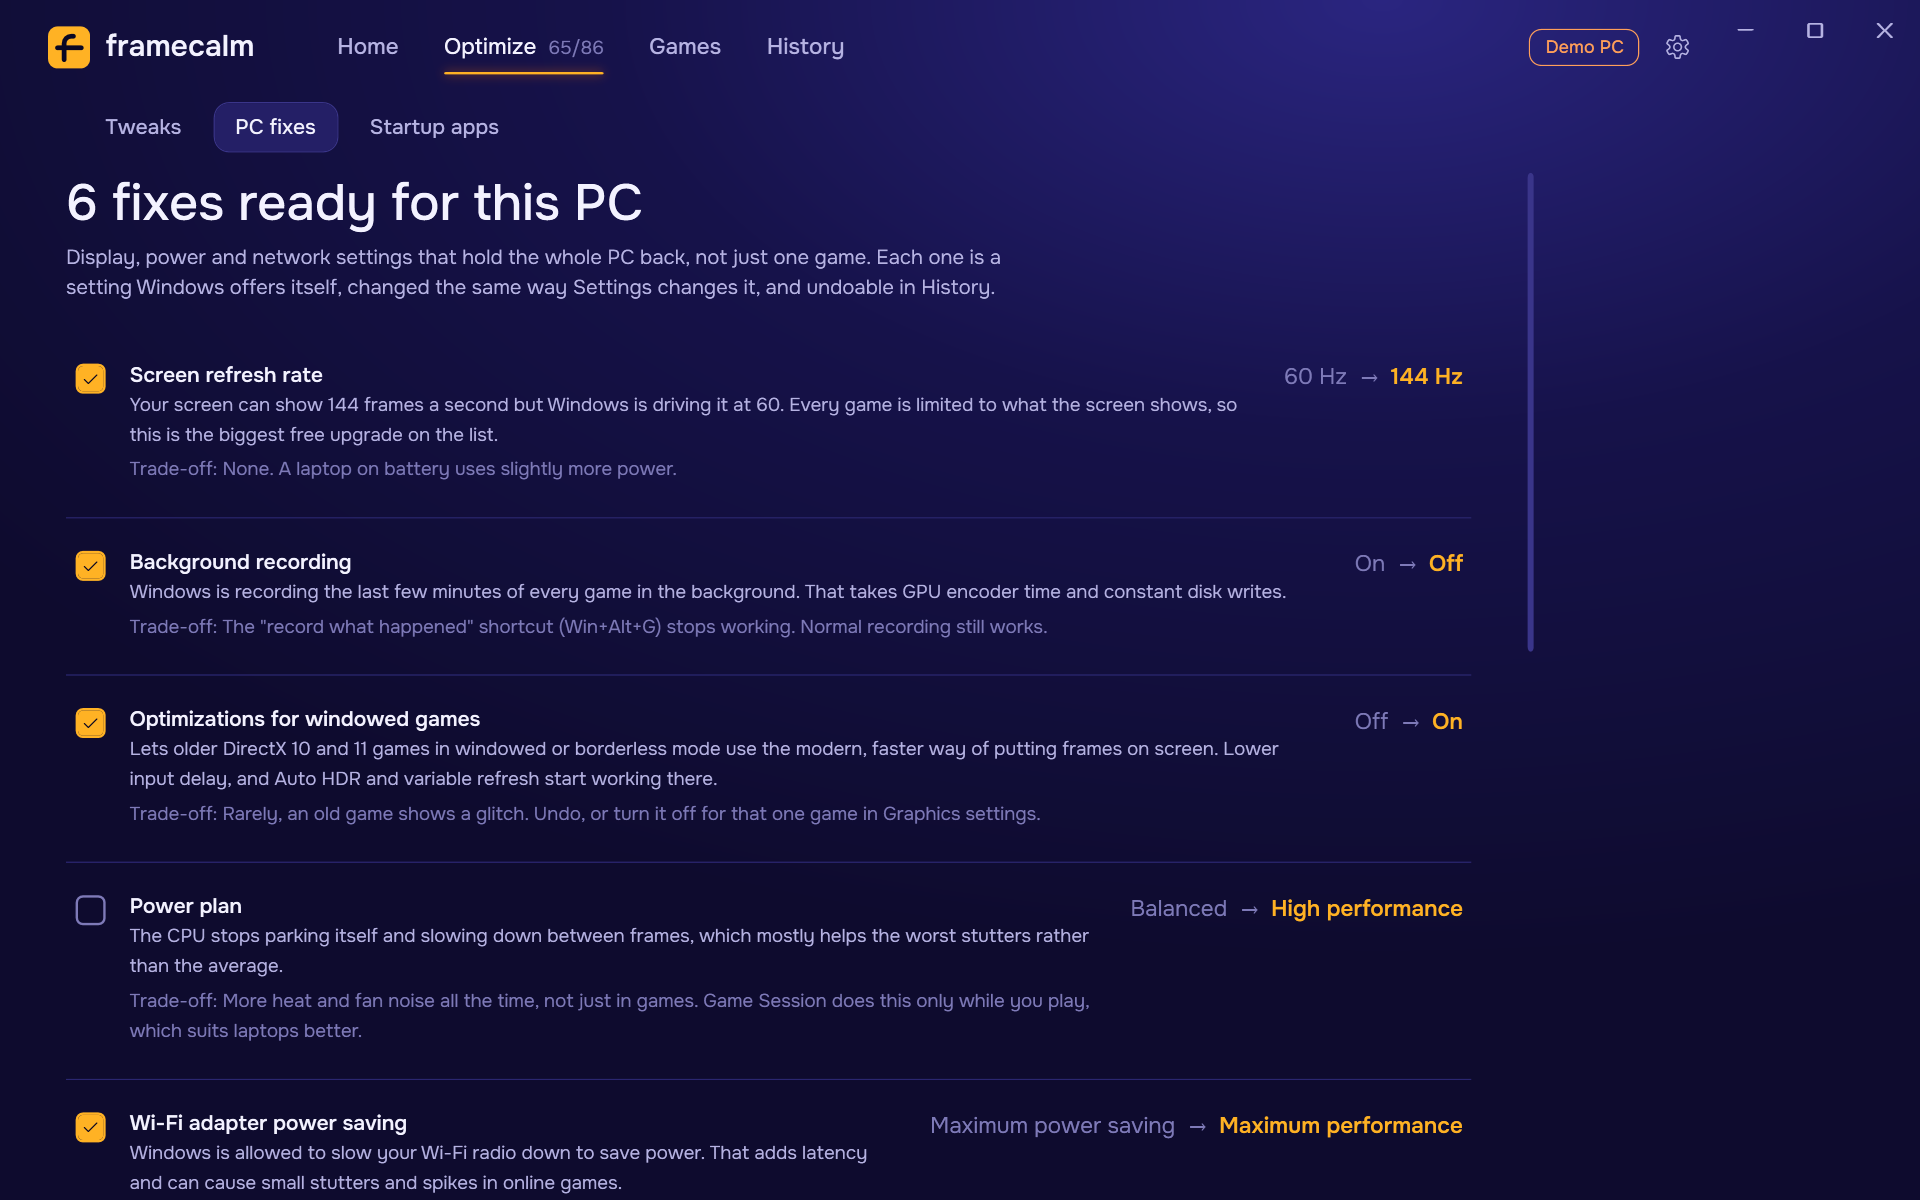 framecalm
Home
Optimize 65/86
Games
History
Demo PC
Tweaks
PC fixes
Startup apps
6 fixes ready for this PC
Display, power and network settings that hold the whole PC back, not just one game. Each one is a
setting Windows offers itself, changed the same way Settings changes it, and undoable in History.
Screen refresh rate
60 Hz → 144 Hz
Your screen can show 144 frames a second but Windows is driving it at 60. Every game is limited to what the screen shows, so
this is the biggest free upgrade on the list.
Trade-off: None. A laptop on battery uses slightly more power.
Background recording
On → Off
Windows is recording the last few minutes of every game in the background. That takes GPU encoder time and constant disk writes.
Trade-off: The "record what happened" shortcut (Win+Alt+G) stops working. Normal recording still works.
Optimizations for windowed games
Off → On
Lets older DirectX 10 and 11 games in windowed or borderless mode use the modern, faster way of putting frames on screen. Lower
input delay, and Auto HDR and variable refresh start working there.
Trade-off: Rarely, an old game shows a glitch. Undo, or turn it off for that one game in Graphics settings.
Power plan
Balanced → High performance
The CPU stops parking itself and slowing down between frames, which mostly helps the worst stutters rather
than the average.
Trade-off: More heat and fan noise all the time, not just in games. Game Session does this only while you play,
which suits laptops better.
Wi-Fi adapter power saving
Maximum power saving → Maximum performance
Windows is allowed to slow your Wi-Fi radio down to save power. That adds latency
and can cause small stutters and spikes in online games.